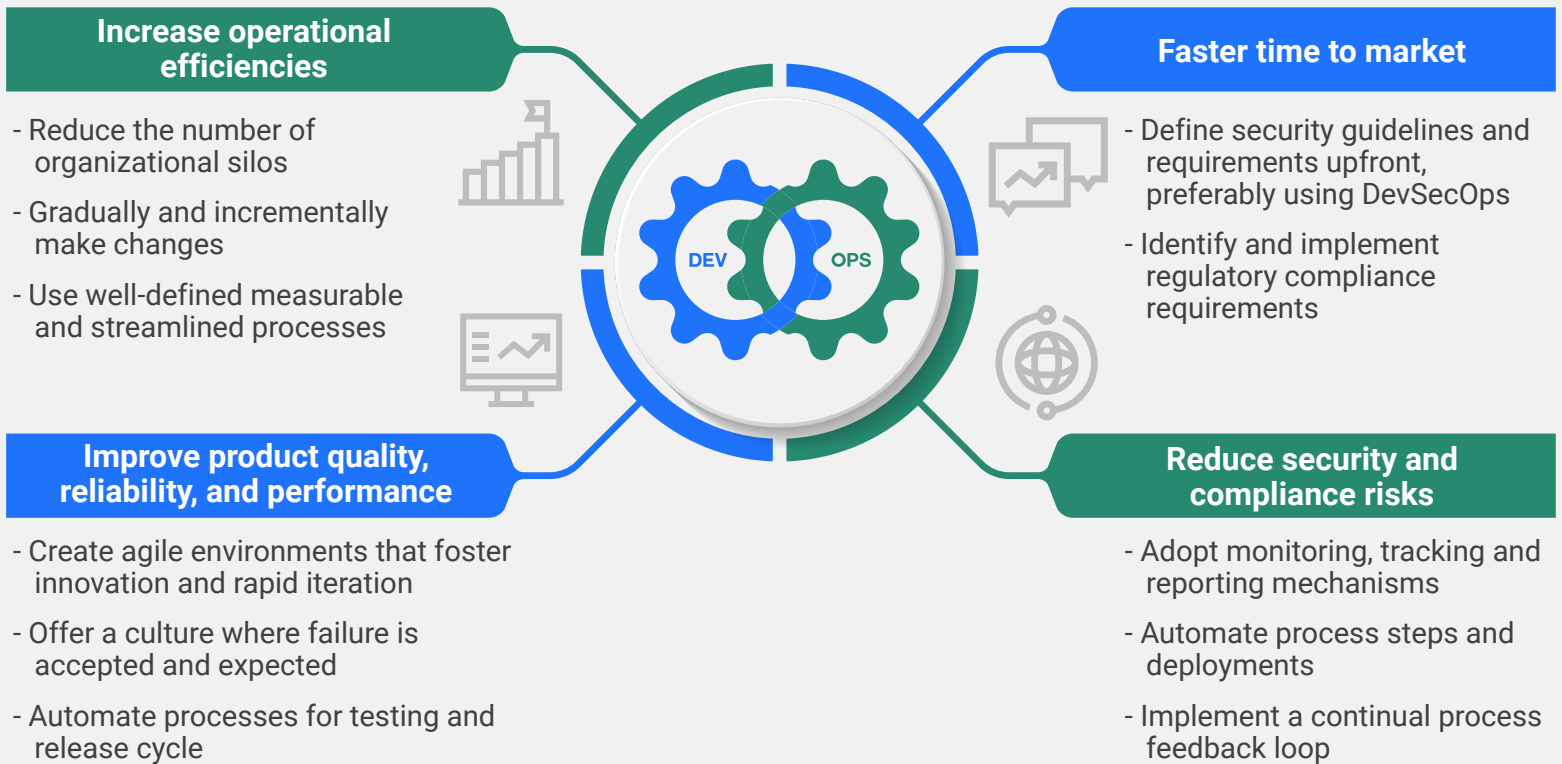 Increase operational
efficiencies
- Reduce the number of
organizational silos
- Gradually and incrementally
make changes
- Use well-defined measurable
and streamlined processes
Faster time to market
- Define security guidelines and
requirements upfront,
preferably using DevSecOps
- Identify and implement
regulatory compliance
requirements
DEV
OPS
Improve product quality,
reliability, and performance
- Create agile environments that foster
innovation and rapid iteration
- Offer a culture where failure is
accepted and expected
- Automate processes for testing and
release cycle
Reduce security and
compliance risks
- Adopt monitoring, tracking and
reporting mechanisms
- Automate process steps and
deployments
- Implement a continual process
feedback loop